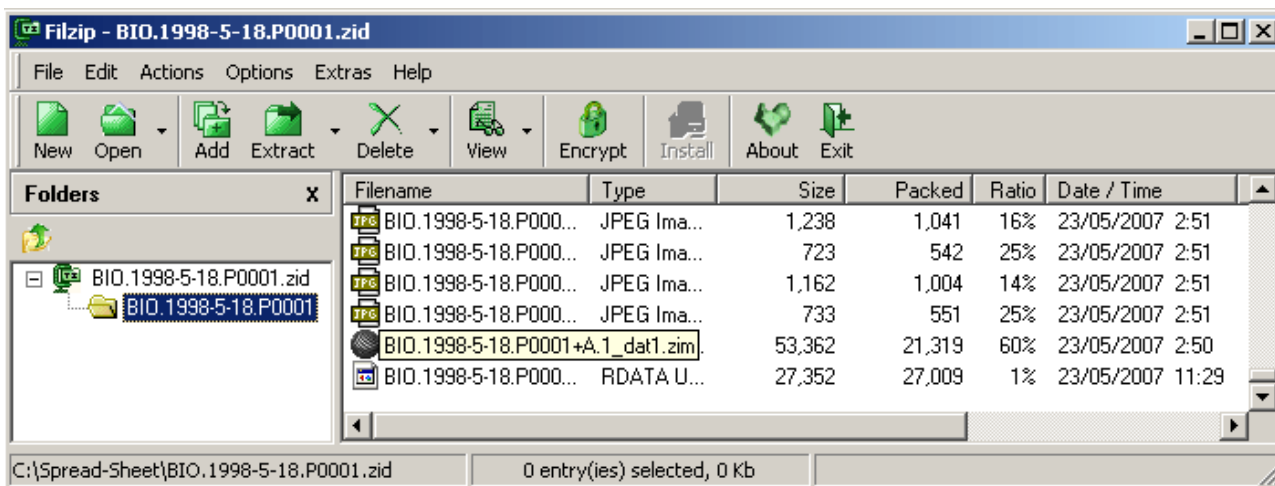 Filzip - BIO.1998-5-18.P0001.zid
File Edit Actions Options Extras Help
New Open Add Extract Delete View Encrypt Install About Exit
Folders x Filename Type Size Packed Ratio Date / Time
BIO.1998-5-18.P000... JPEG Ima... 1,238 1,041 16% 23/05/2007 2:51
BIO.1998-5-18.P000... JPEG Ima... 723 542 25% 23/05/2007 2:51
BIO.1998-5-18.P0001.zid
BIO.1998-5-18.P000... JPEG Ima... 1,162 1,004 14% 23/05/2007 2:51
BIO.1998-5-18.P0001
BIO.1998-5-18.P000... JPEG Ima... 733 551 25% 23/05/2007 2:51
BIO.1998-5-18.P0001+A.1_dat1.zim. 53,362 21,319 60% 23/05/2007 2:50
BIO.1998-5-18.P000... RDATA U... 27,352 27,009 1% 23/05/2007 11:29
C:\Spread-Sheet\BIO.1998-5-18.P0001.zid 0 entry(ies) selected, 0 Kb